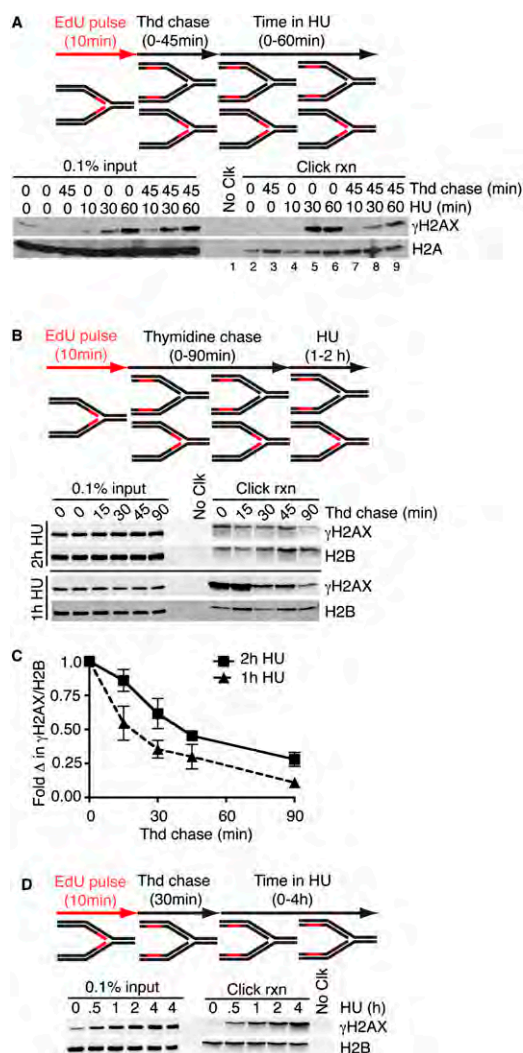 A
EdU pulse (10min) Thd chase (0-45min) Time in HU (0-60min)
0.1% input No Clk Click rxn
0 0 45 0 0 0 45 45 45 0 45 0 0 0 45 45 45 Thd chase (min)
0 0 0 10 30 60 10 30 60 0 0 10 30 60 10 30 60 HU (min)
γH2AX
H2A
1 2 3 4 5 6 7 8 9
B
EdU pulse (10min) Thymidine chase (0-90min) HU (1-2 h)
0.1% input No Clk Click rxn
0 0 15 30 45 90 0 15 30 45 90 Thd chase (min)
2h HU γH2AX
H2B
1h HU γH2AX
H2B
C
Fold Δ in γH2AX/H2B
1.0
0.75
0.50
0.25
0.00
2h HU
1h HU
0 30 60 90
Thd chase (min)
D
EdU pulse (10min) Thd chase (30min) Time in HU (0-4h)
0.1% input Click rxn No Clk
0 .5 1 2 4 4 0 .5 1 2 4 HU (h)
γH2AX
H2B